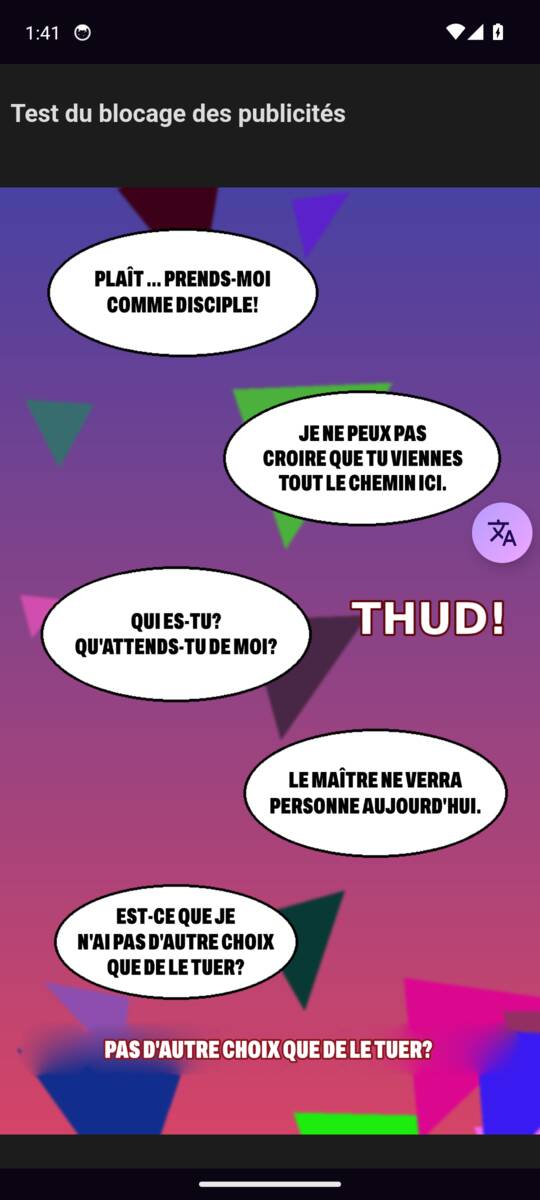 1:41
Test du blocage des publicités
PLAÎT ... PRENDS-MOI
COMME DISCIPLE!
JE NE PEUX PAS
CROIRE QUE TU VIENNES
TOUT LE CHEMIN ICI.
QUI ES-TU?
QU'ATTENDS-TU DE MOI?
THUD!
LE MAÎTRE NE VERRA
PERSONNE AUJOURD'HUI.
EST-CE QUE JE
N'AI PAS D'AUTRE CHOIX
QUE DE LE TUER?
PAS D'AUTRE CHOIX QUE DE LE TUER?